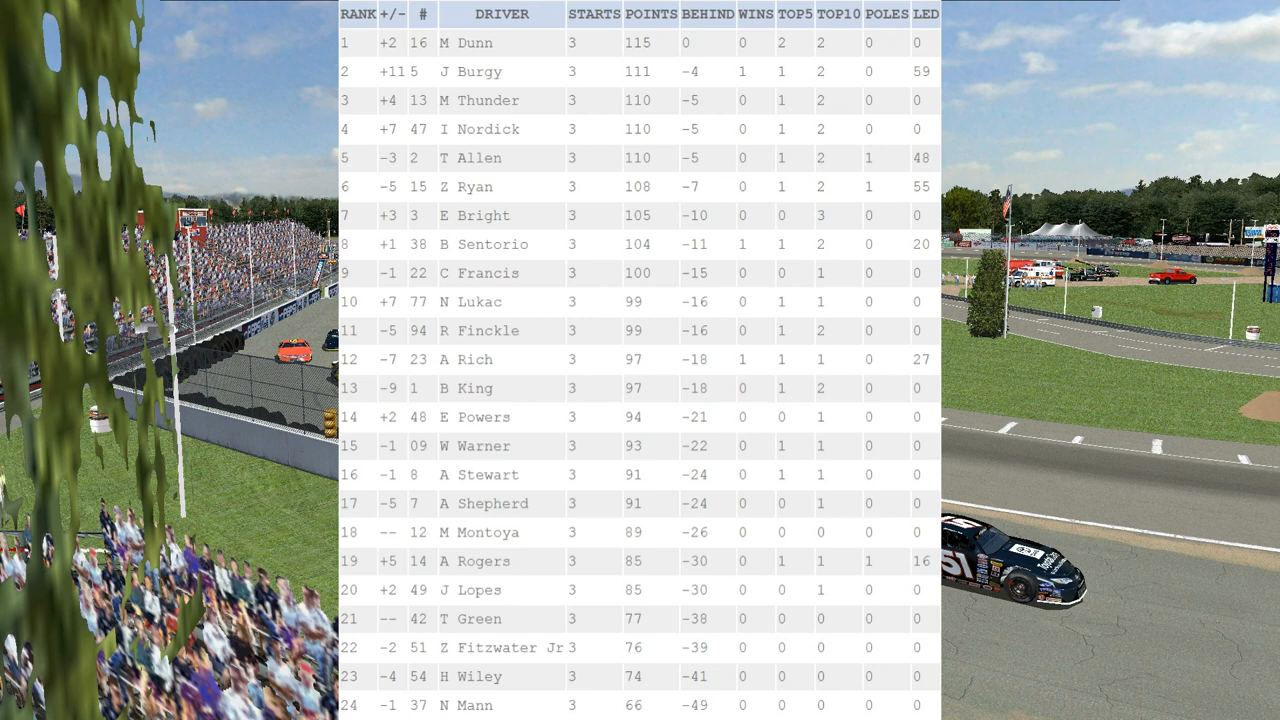 RANK +/- # DRIVER STARTS POINTS BEHIND WINS TOP5 TOP10 POLES LED
1 +2 16 M Dunn 3 115 0 0 2 2 0 0
2 +11 5 J Burgy 3 111 -4 1 1 2 0 59
3 +4 13 M Thunder 3 110 -5 0 1 2 0 0
4 +7 47 I Nordick 3 110 -5 0 1 2 0 0
5 -3 2 T Allen 3 110 -5 0 1 2 1 48
6 -5 15 Z Ryan 3 108 -7 0 1 2 1 55
7 +3 3 E Bright 3 105 -10 0 0 3 0 0
8 +1 38 B Sentorio 3 104 -11 1 1 2 0 20
9 -1 22 C Francis 3 100 -15 0 0 1 0 0
10 +7 77 N Lukac 3 99 -16 0 1 1 0 0
11 -5 94 R Finckle 3 99 -16 0 1 2 0 0
12 -7 23 A Rich 3 97 -18 1 1 1 0 27
13 -9 1 B King 3 97 -18 0 1 2 0 0
14 +2 48 E Powers 3 94 -21 0 0 1 0 0
15 -1 09 W Warner 3 93 -22 0 1 1 0 0
16 -1 8 A Stewart 3 91 -24 0 1 1 0 0
17 -5 7 A Shepherd 3 91 -24 0 0 1 0 0
18 -- 12 M Montoya 3 89 -26 0 0 0 0 0
19 +5 14 A Rogers 3 85 -30 0 1 1 1 16
20 +2 49 J Lopes 3 85 -30 0 0 1 0 0
21 -- 42 T Green 3 77 -38 0 0 0 0 0
22 -2 51 Z Fitzwater Jr 3 76 -39 0 0 0 0 0
23 -4 54 H Wiley 3 74 -41 0 0 0 0 0
24 -1 37 N Mann 3 66 -49 0 0 0 0 0
51